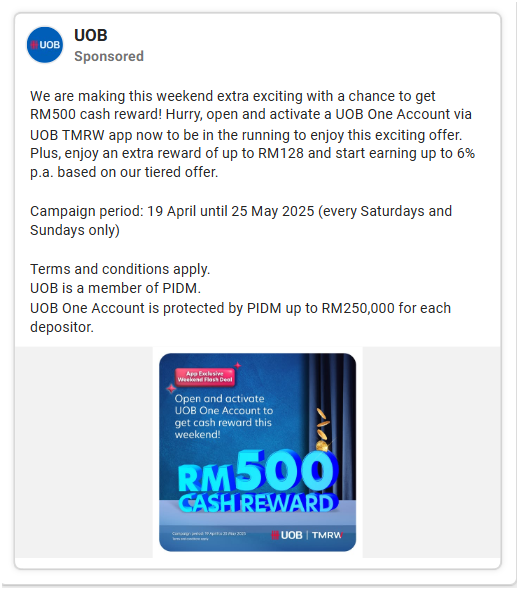 UOB
UOB
Sponsored
We are making this weekend extra exciting with a chance to get
RM500 cash reward! Hurry, open and activate a UOB One Account via
UOB TMRW app now to be in the running to enjoy this exciting offer.
Plus, enjoy an extra reward of up to RM128 and start earning up to 6%
p.a. based on our tiered offer.
Campaign period: 19 April until 25 May 2025 (every Saturdays and
Sundays only)
Terms and conditions apply.
UOB is a member of PIDM.
UOB One Account is protected by PIDM up to RM250,000 for each
depositor.
App Exclusive
Weekend Flash Deal
Open and activate
UOB One Account to
get cash reward this
weekend!
RM500
CASH REWARD
Campaign period: 19 April to 25 May 2025
Terms and conditions apply.
UOB | TMRW